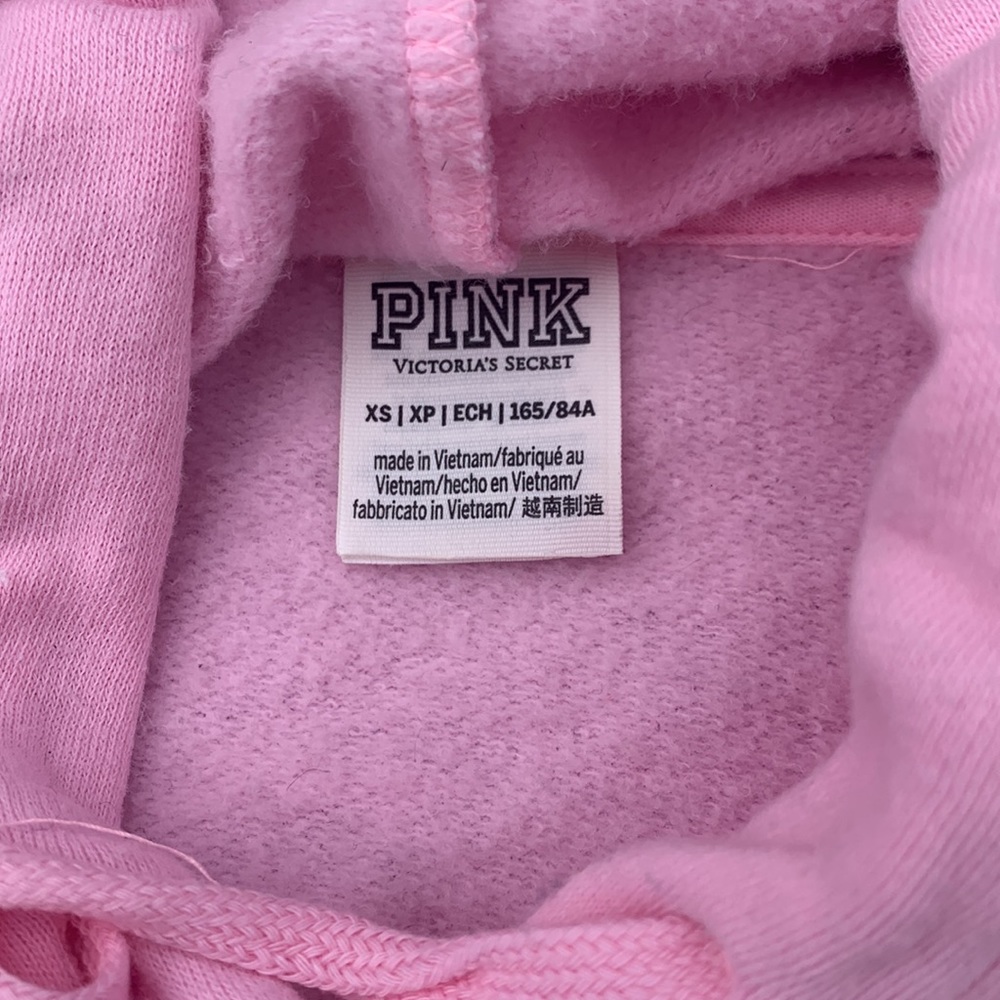 PINK
VICTORIA'S SECRET
XS | XP | ECH | 165/84A
made in Vietnam/fabriqué au
Vietnam/hecho en Vietnam/
fabbricato in Vietnam/ 越南制造